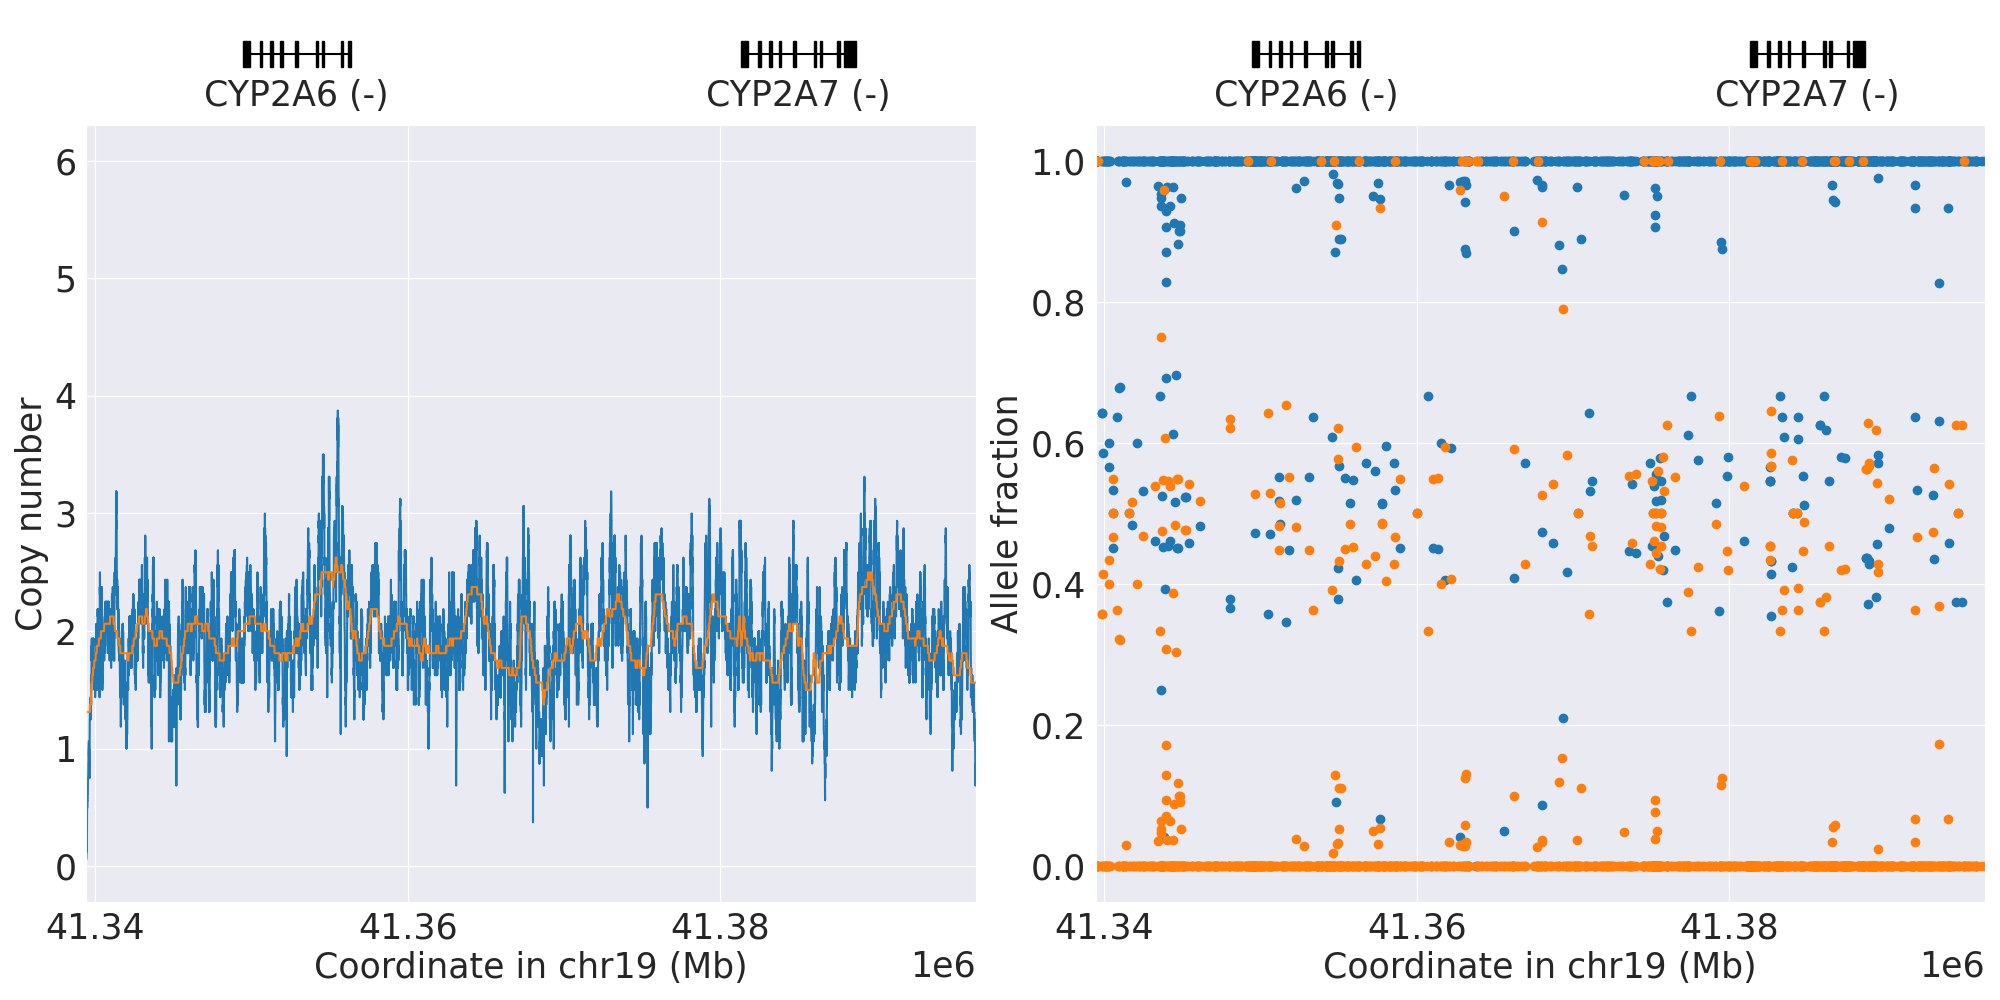 CYP2A6 (-) CYP2A7 (-) CYP2A6 (-) CYP2A7 (-)
6
5
4
3
2
1
0
Copy number
41.34 41.36 41.38
Coordinate in chr19 (Mb) 1e6
1.0
0.8
0.6
0.4
0.2
0.0
Allele fraction
41.34 41.36 41.38
Coordinate in chr19 (Mb) 1e6